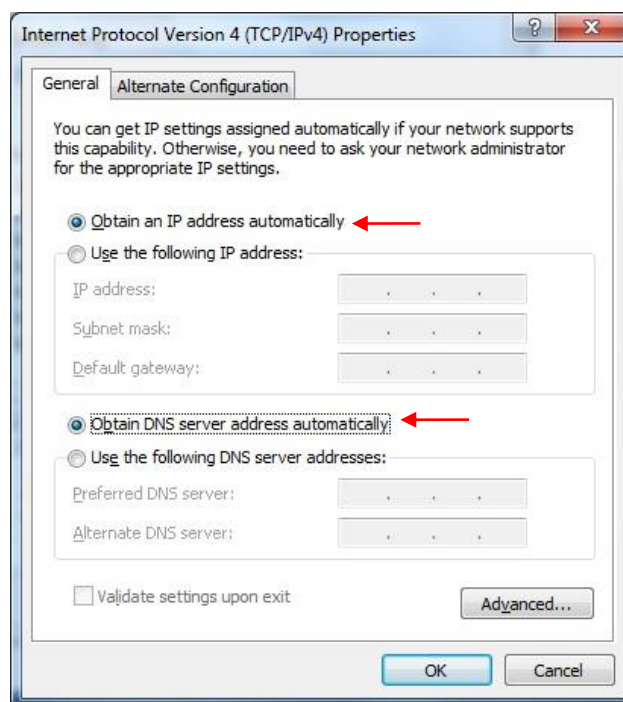 Internet Protocol Version 4 (TCP/IPv4) Properties
General
Alternate Configuration
You can get IP settings assigned automatically if your network supports
this capability. Otherwise, you need to ask your network administrator
for the appropriate IP settings.
Obtain an IP address automatically
Use the following IP address:
IP address:
Subnet mask:
Default gateway:
Obtain DNS server address automatically
Use the following DNS server addresses:
Preferred DNS server:
Alternate DNS server:
Validate settings upon exit
Advanced...
OK
Cancel